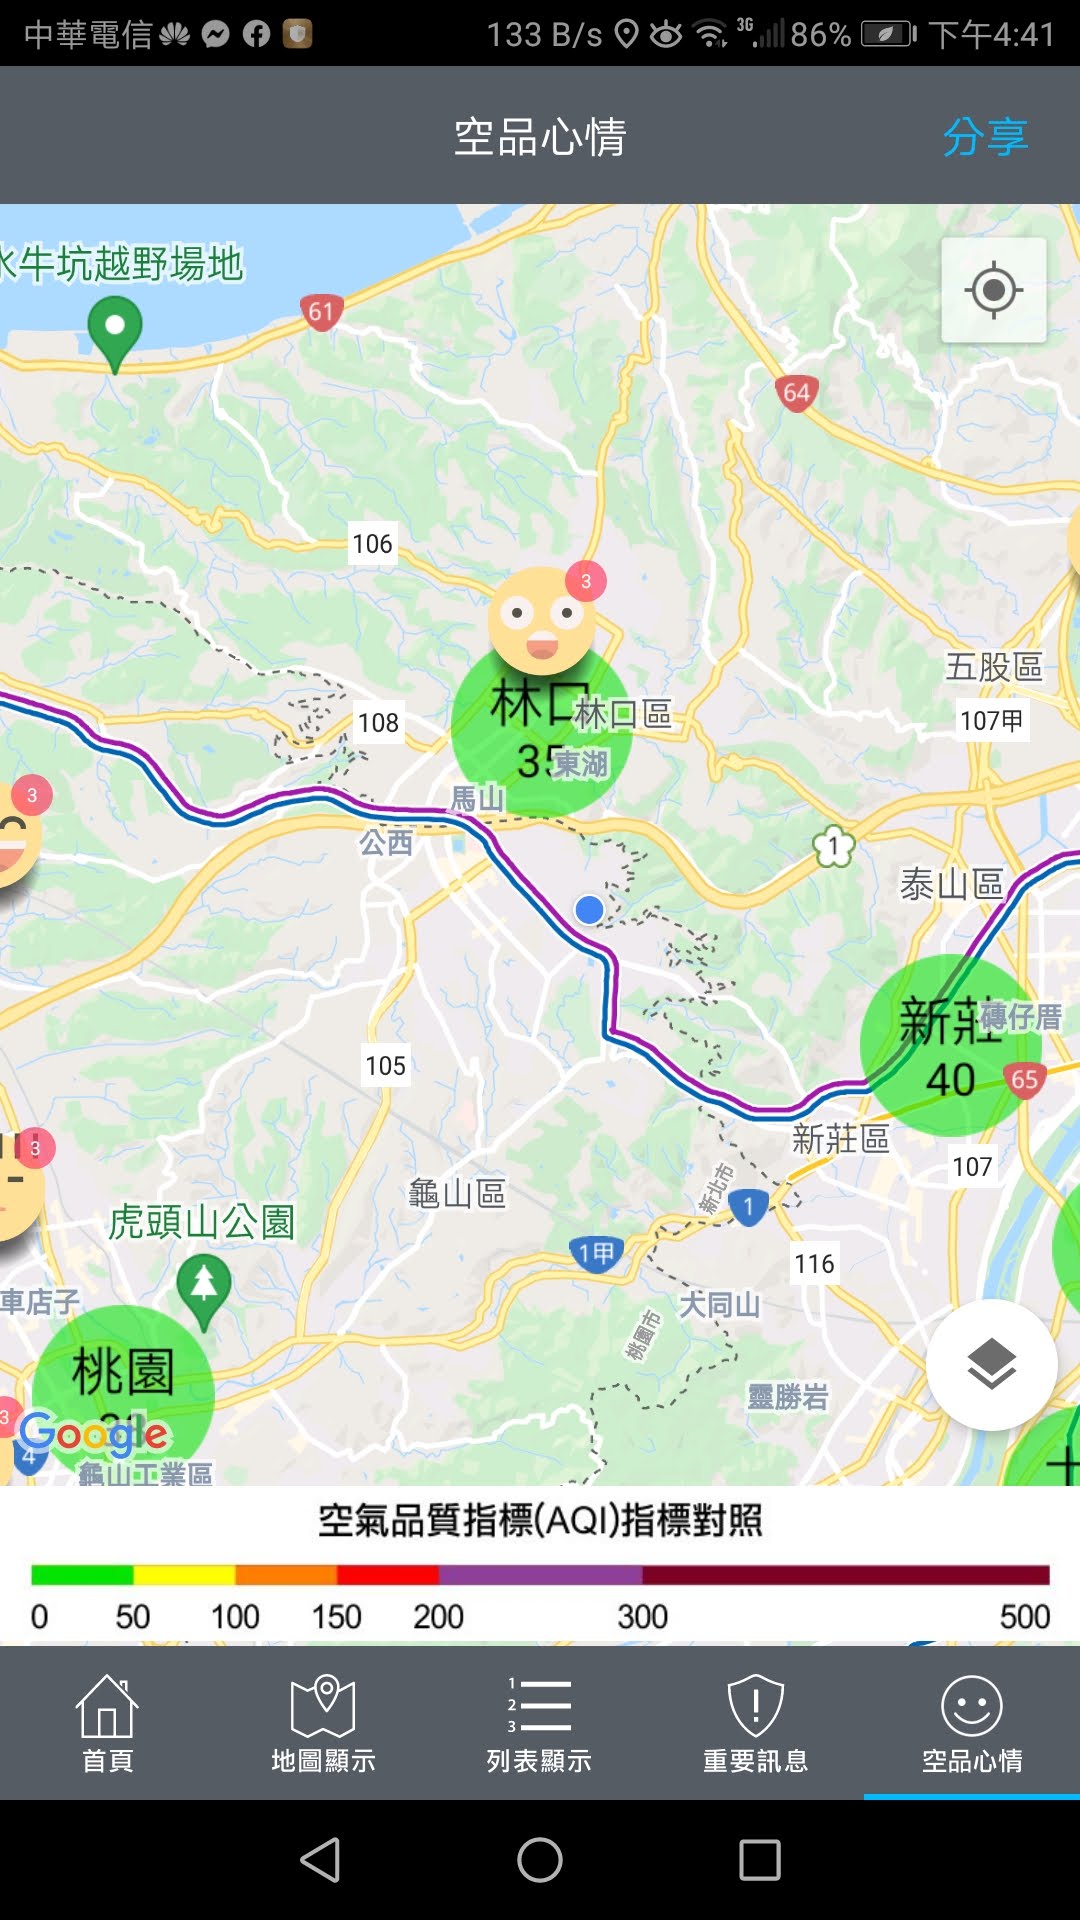 中華電信 133 B/s 3G 86% 下午4:41
空品心情 分享
水牛坑越野場地
61
64
106
3
五股區
林口 林口區
107甲
108
35 東湖
3
馬山
公西
1
泰山區
新莊 磚仔厝
40
65
105
新莊區
3
107
新北市
龜山區
1
虎頭山公園
1甲
116
車店子
犬同山
桃園市
桃園
靈勝岩
3
Google
4
龜山工業區
空氣品質指標(AQI)指標對照
0 50 100 150 200 300 500
1
2
3
首頁 地圖顯示 列表顯示 重要訊息 空品心情